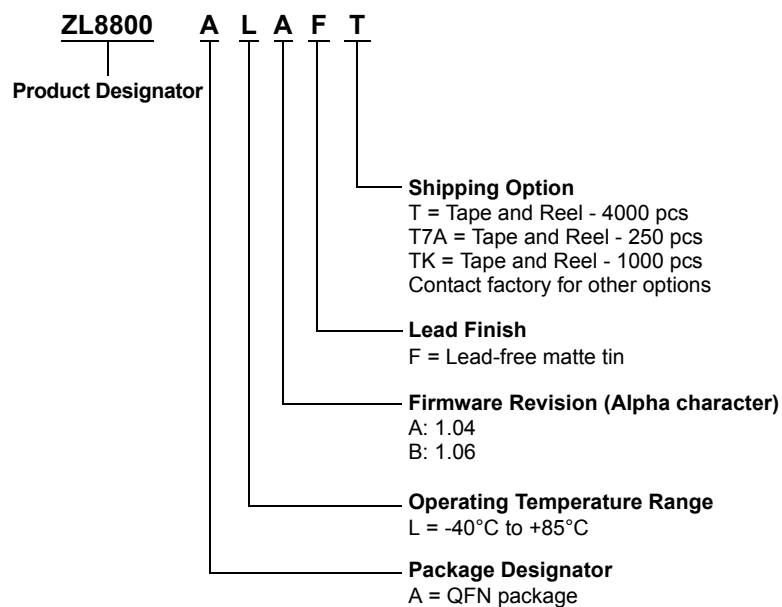 ZL8800 A L A F T
Product Designator
Shipping Option
T = Tape and Reel - 4000 pcs
T7A = Tape and Reel - 250 pcs
TK = Tape and Reel - 1000 pcs
Contact factory for other options
Lead Finish
F = Lead-free matte tin
Firmware Revision (Alpha character)
A: 1.04
B: 1.06
Operating Temperature Range
L = -40°C to +85°C
Package Designator
A = QFN package